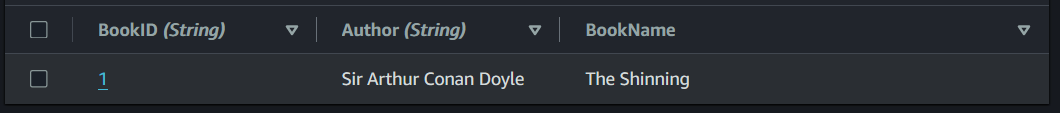 BookID (String) Author (String) BookName
1 Sir Arthur Conan Doyle The Shinning